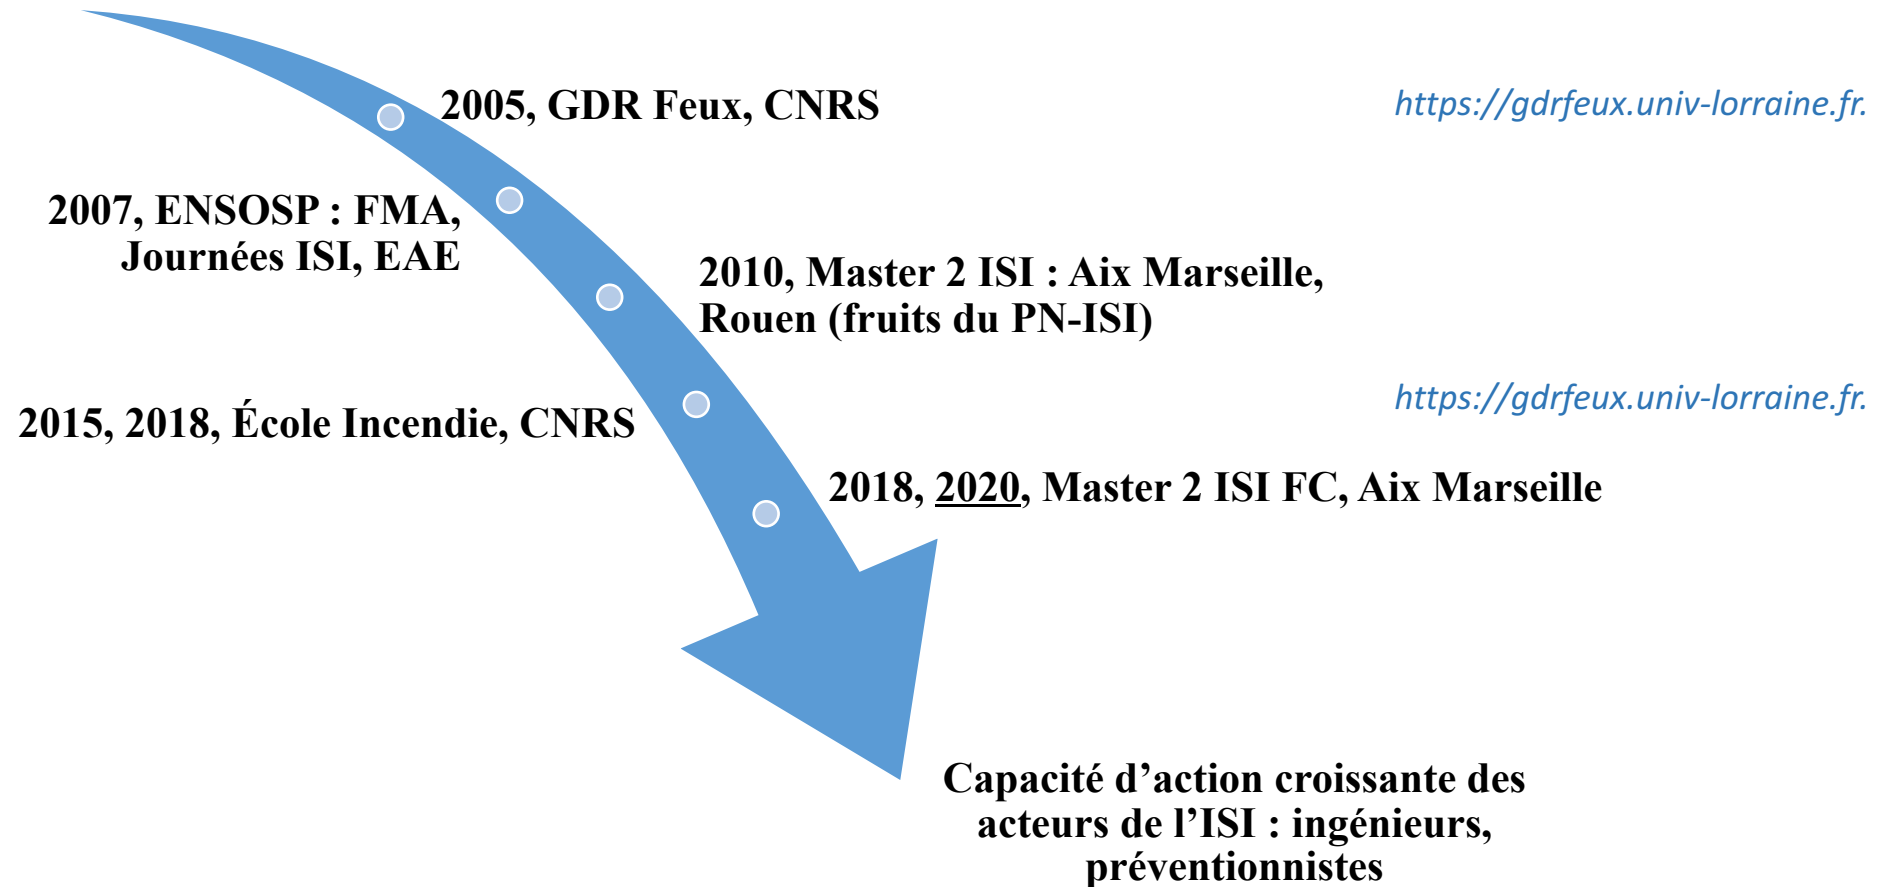 2005, GDR Feux, CNRS
https://gdrfeux.univ-lorraine.fr.
2007, ENSOSP : FMA,
Journées ISI, EAE
2010, Master 2 ISI : Aix Marseille,
Rouen (fruits du PN-ISI)
2015, 2018, École Incendie, CNRS
https://gdrfeux.univ-lorraine.fr.
2018, 2020, Master 2 ISI FC, Aix Marseille
Capacité d’action croissante des
acteurs de l’ISI : ingénieurs,
préventionnistes